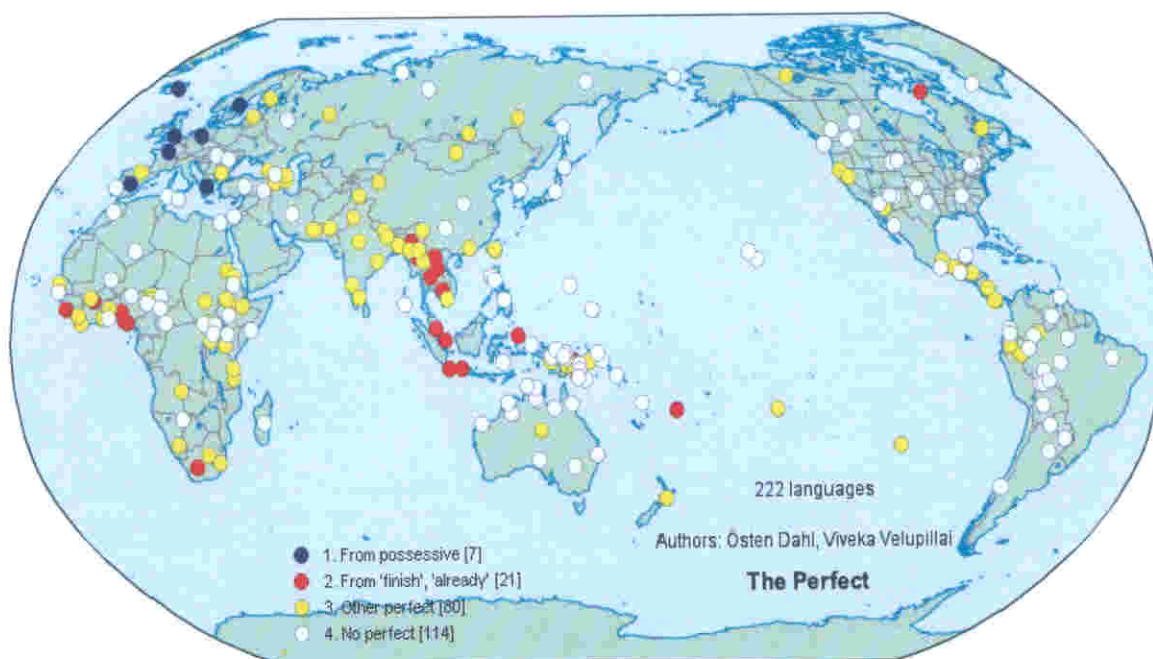 222 languages
Authors: Östen Dahl, Viveka Velupillai
The Perfect
1. From possessive [7]
2. From 'finish', 'already' [21]
3. Other perfect [80]
4. No perfect [114]